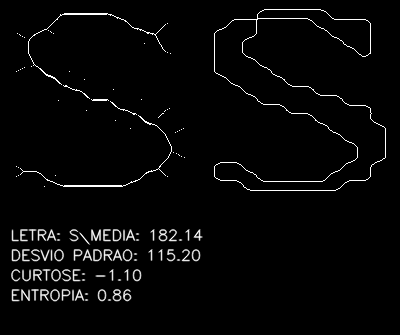 S S
LETRA: S\MEDIA: 182.14
DESVIO PADRAO: 115.20
CURTOSE: -1.10
ENTROPIA: 0.86